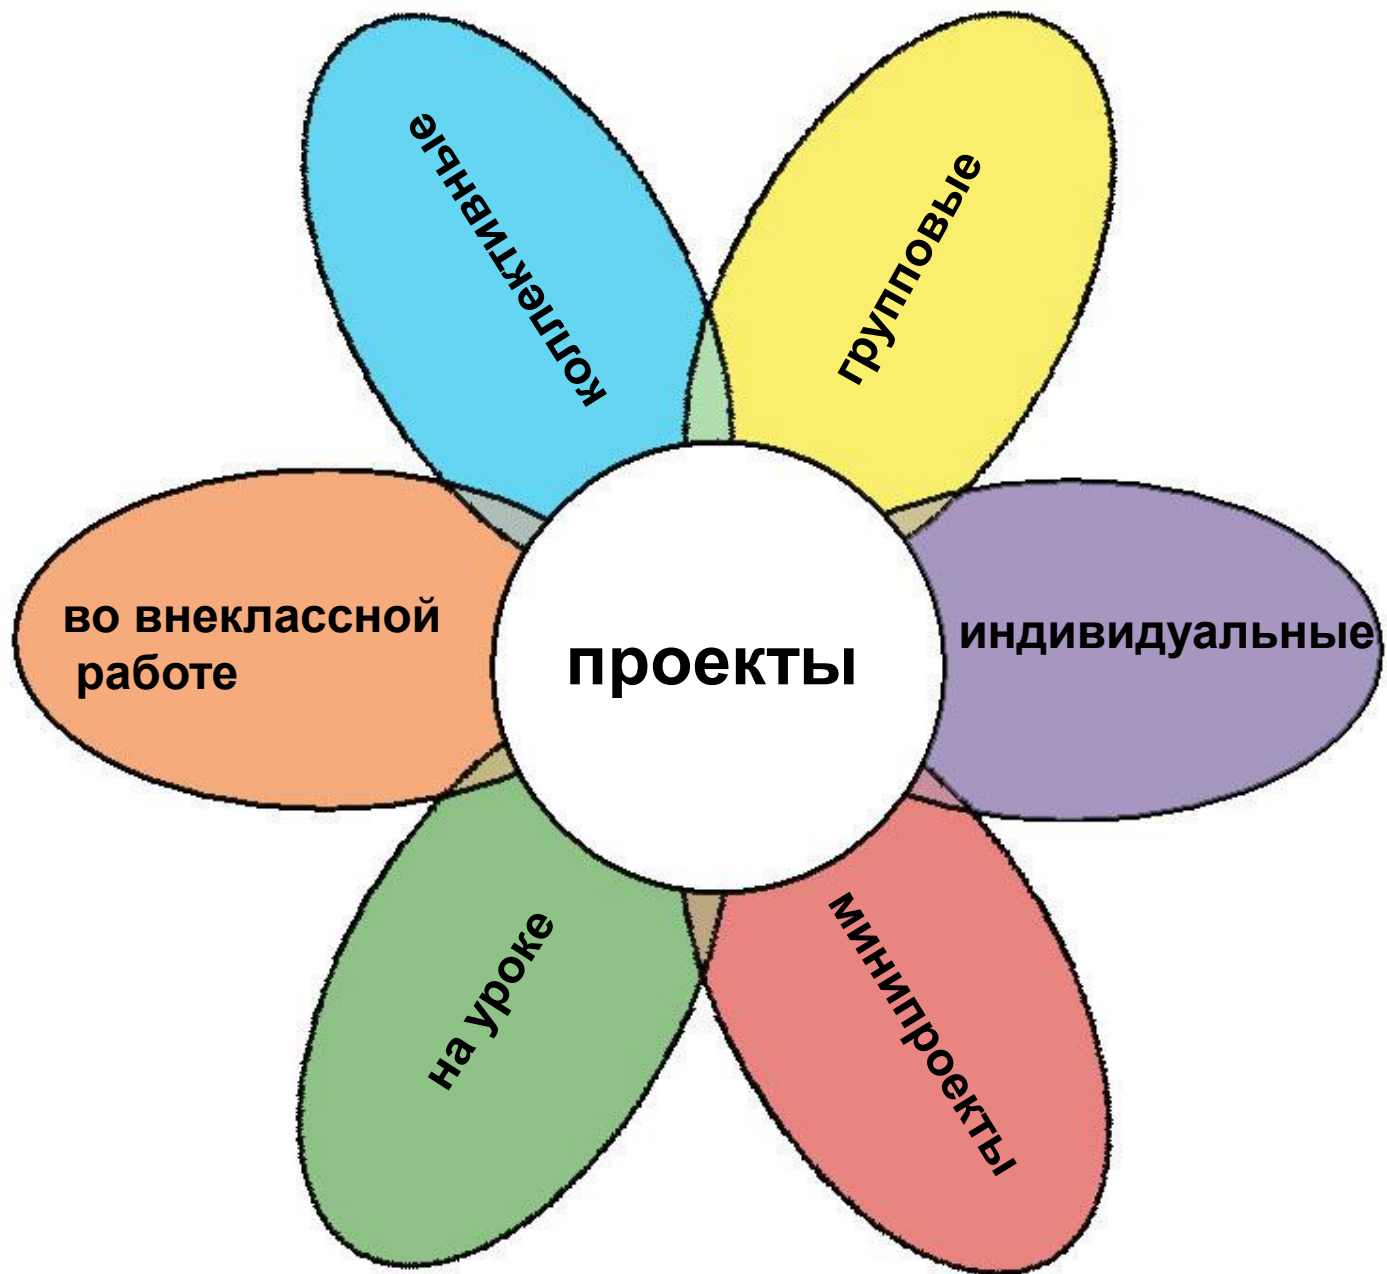 коллективные
групповые
во внеклассной
работе
проекты
индивидуальные
на уроке
минипроекты